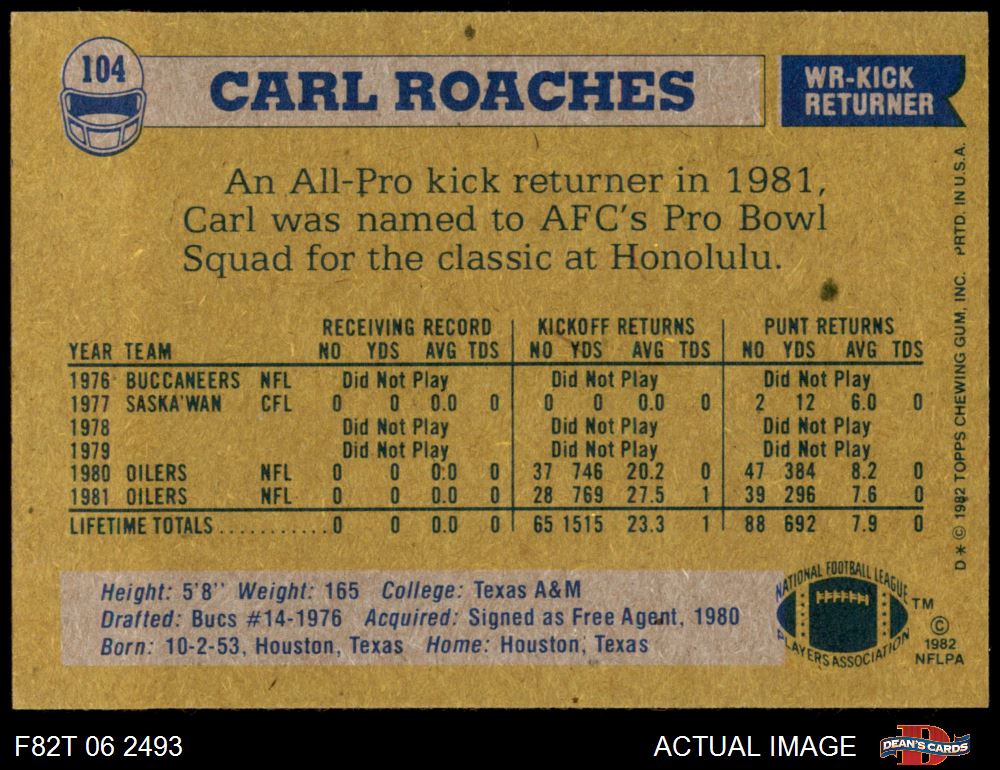 104
CARL ROACHES
WR-KICK
RETURNER
An All-Pro kick returner in 1981,
Carl was named to AFC's Pro Bowl
Squad for the classic at Honolulu.
RECEIVING RECORD KICKOFF RETURNS PUNT RETURNS
YEAR TEAM NO YDS AVG TDS NO YDS AVG TDS NO YDS AVG TDS
1976 BUCCANEERS NFL Did Not Play Did Not Play Did Not Play
1977 SASKA'WAN CFL 0 0 0.0 0 0 0 0.0 0 2 12 6.0 0
1978 Did Not Play Did Not Play Did Not Play
1979 Did Not Play Did Not Play Did Not Play
1980 OILERS NFL 0 0 0.0 0 37 746 20.2 0 47 384 8.2 0
1981 OILERS NFL 0 0 0.0 0 28 769 27.5 1 39 296 7.6 0
LIFETIME TOTALS ........... 0 0 0.0 0 65 1515 23.3 1 88 692 7.9 0
Height: 5'8'' Weight: 165 College: Texas A&M
Drafted: Bucs #14-1976 Acquired: Signed as Free Agent, 1980
Born: 10-2-53, Houston, Texas Home: Houston, Texas
NATIONAL FOOTBALL LEAGUE
PLAYERS ASSOCIATION
TM
©
1982
NFLPA
D * © 1982 TOPPS CHEWING GUM, INC. PRTD. IN U.S.A.
F82T 06 2493
ACTUAL IMAGE
D
DEAN'S CARDS